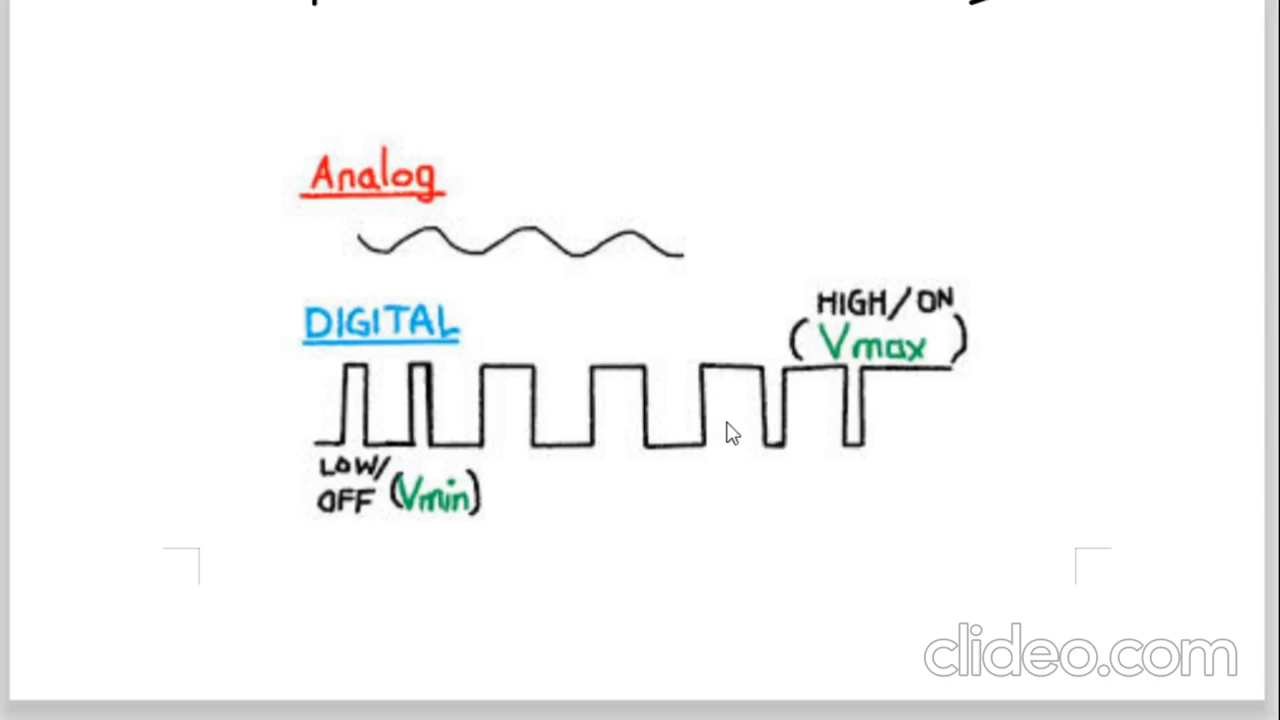 Analog
DIGITAL
HIGH/ON
(Vmax)
LOW/
OFF (Vmin)
clideo.com